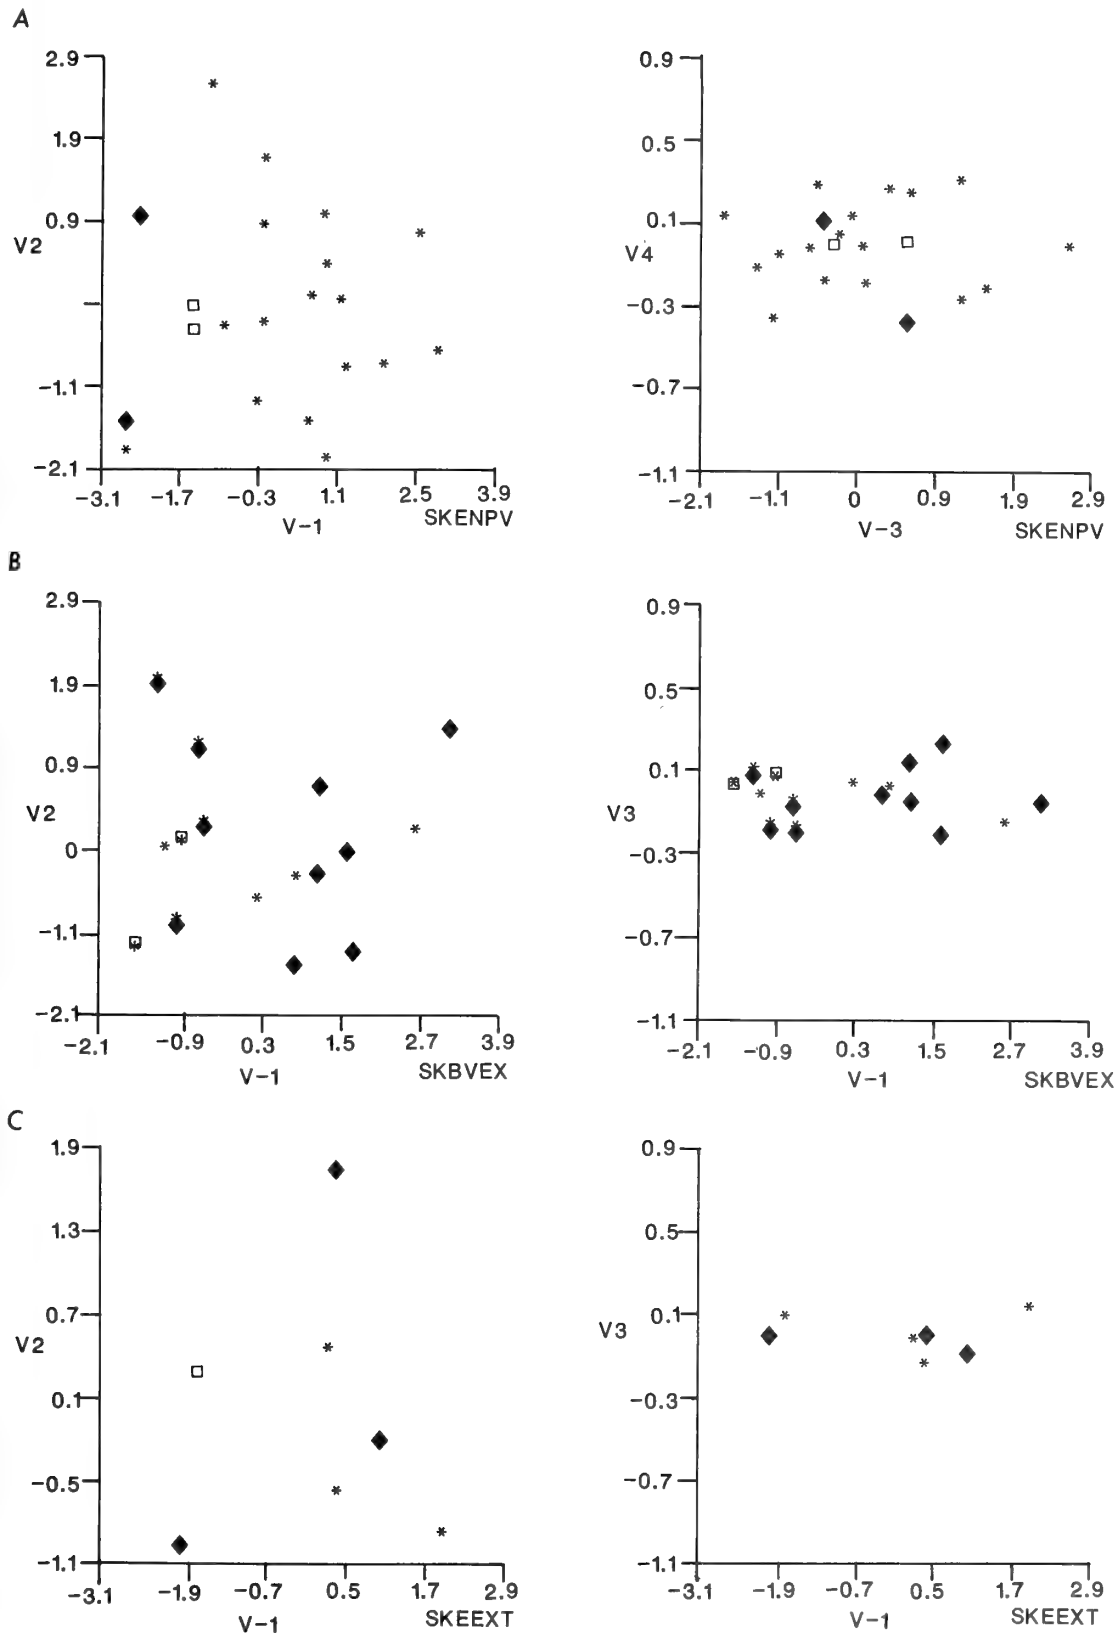 A
2.9
1.9
0.9
V2
-1.1
-2.1
-3.1 -1.7 -0.3 1.1 2.5 3.9
V-1
SKENPV
0.9
0.5
0.1
V4
-0.3
-0.7
-1.1
-2.1 -1.1 0 0.9 1.9 2.9
V-3
SKENPV
B
2.9
1.9
0.9
V2
0
-1.1
-2.1
-2.1 -0.9 0.3 1.5 2.7 3.9
V-1
SKBVEX
0.9
0.5
0.1
V3
-0.3
-0.7
-1.1
-2.1 -0.9 0.3 1.5 2.7 3.9
V-1
SKBVEX
C
1.9
1.3
0.7
V2
0.1
-0.5
-1.1
-3.1 -1.9 -0.7 0.5 1.7 2.9
V-1
SKEEXT
0.9
0.5
0.1
V3
-0.3
-0.7
-1.1
-3.1 -1.9 -0.7 0.5 1.7 2.9
V-1
SKEEXT